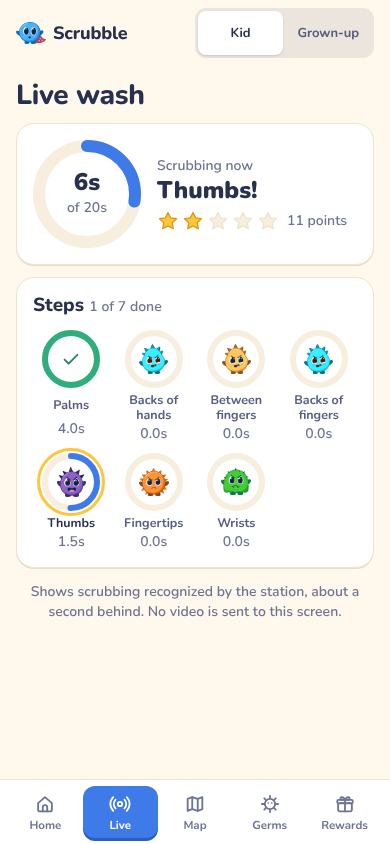 Scrubble
Kid
Grown-up
Live wash
6s
of 20s
Scrubbing now
Thumbs!
11 points
Steps 1 of 7 done
Palms
4.0s
Backs of
hands
0.0s
Between
fingers
0.0s
Backs of
fingers
0.0s
Thumbs
1.5s
Fingertips
0.0s
Wrists
0.0s
Shows scrubbing recognized by the station, about a
second behind. No video is sent to this screen.
Home
Live
Map
Germs
Rewards